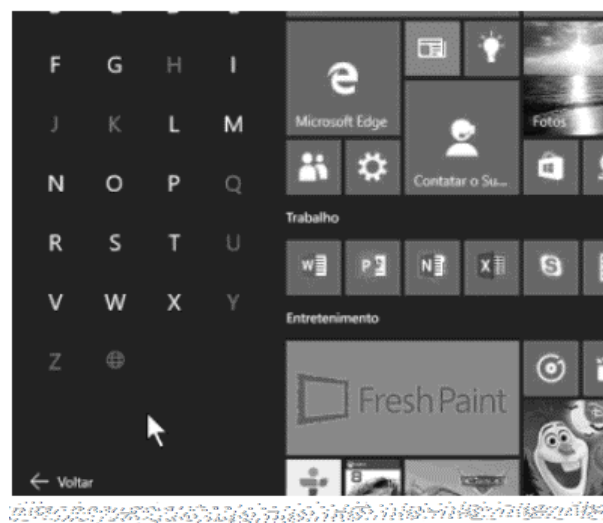 F G H I
J K L M
N O P Q
R S T U
V W X Y
Z
Voltar
Microsoft Edge
Fotos
Contatar o Su...
Trabalho
W P N X S
Entretenimento
Fresh Paint